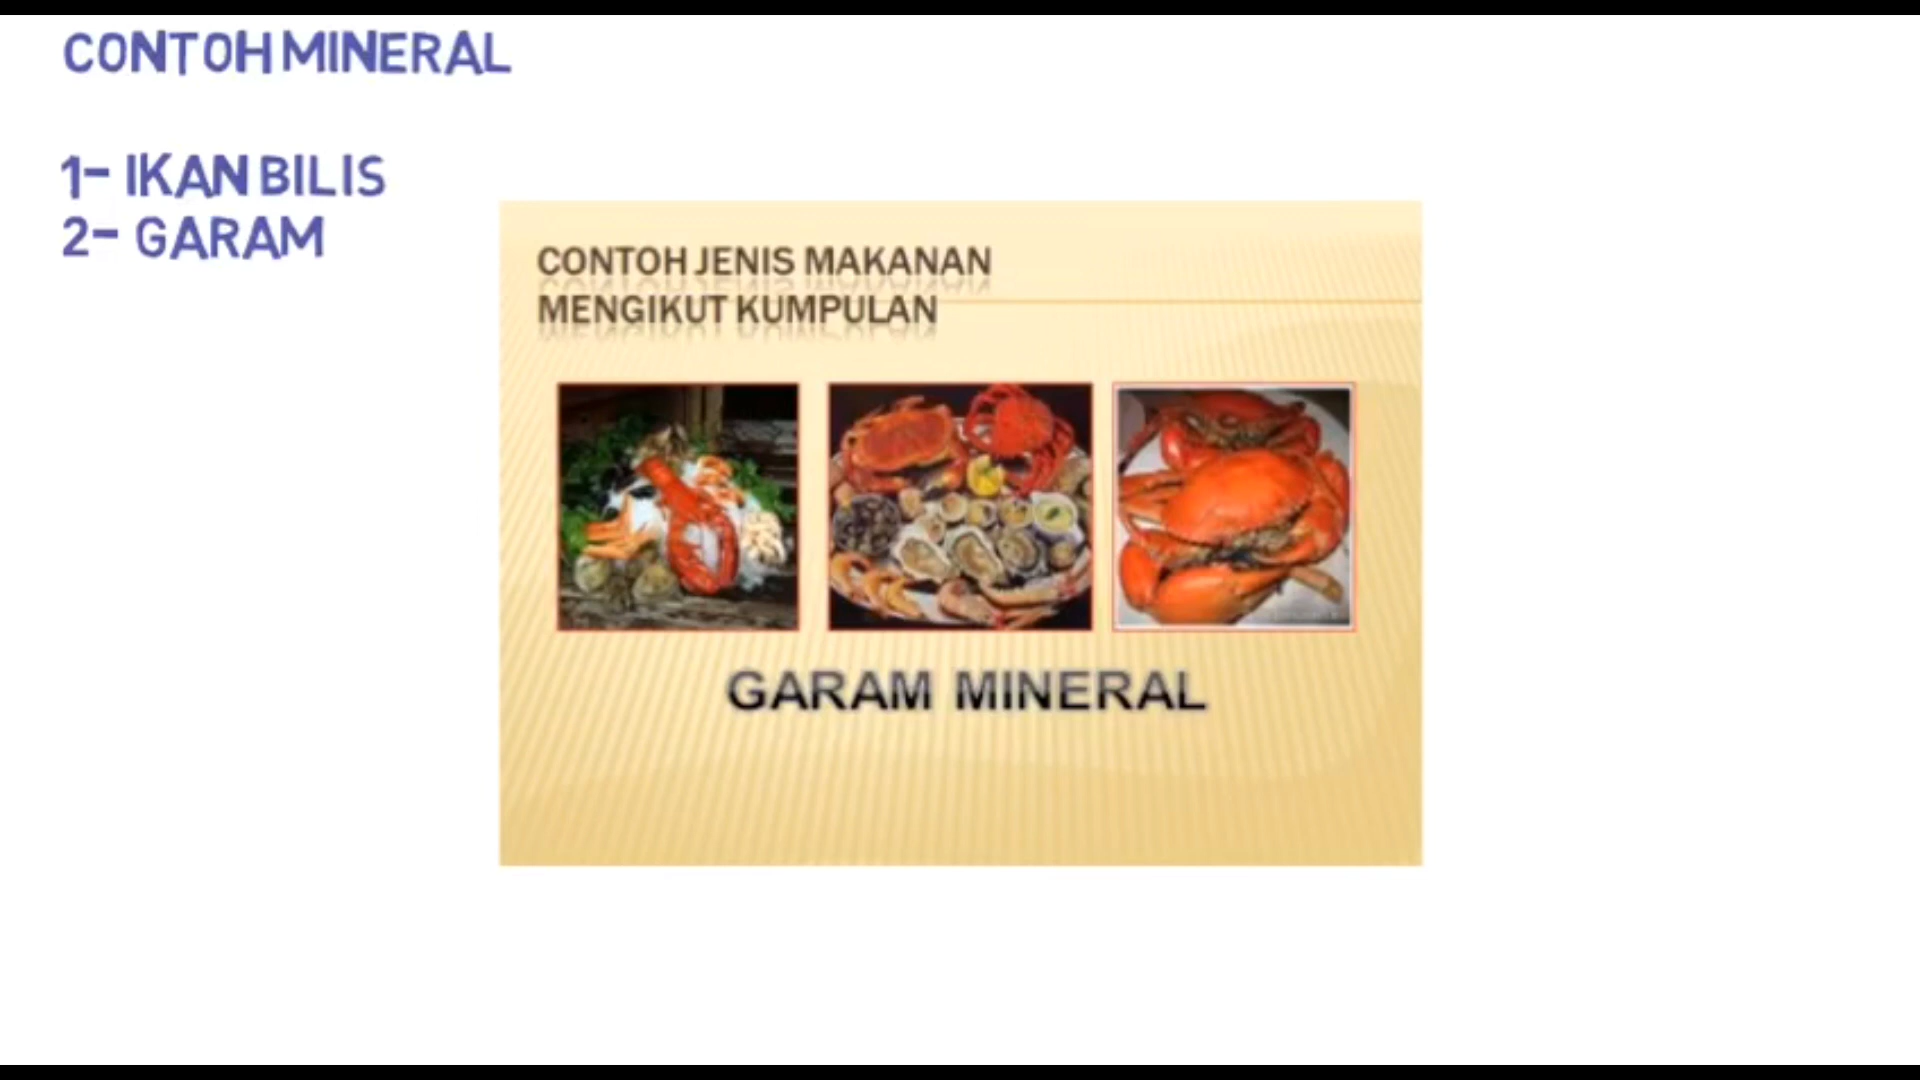 CONTOH MINERAL
1- IKAN BILIS
2- GARAM
CONTOH JENIS MAKANAN
MENGIKUT KUMPULAN
GARAM MINERAL